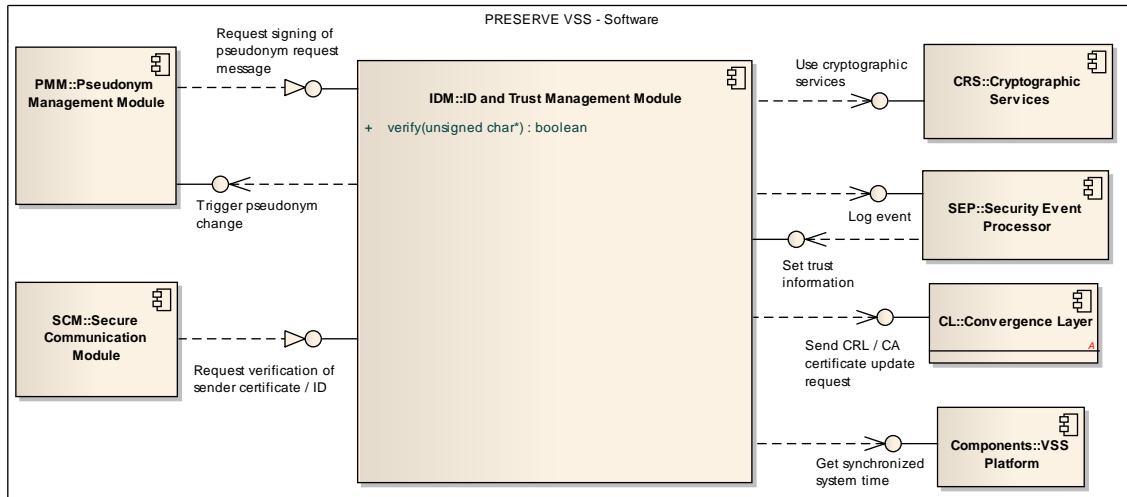 PRESERVE VSS - Software
PMM::Pseudonym
Management Module
Request signing of
pseudonym request
message
Trigger pseudonym
change
SCM::Secure
Communication
Module
Request verification of
sender certificate / ID
IDM::ID and Trust Management Module
+ verify(unsigned char*) : boolean
Use cryptographic
services
CRS::Cryptographic
Services
Log event
SEP::Security Event
Processor
Set trust
information
CL::Convergence Layer
A
Send CRL / CA
certificate update
request
Components::VSS
Platform
Get synchronized
system time